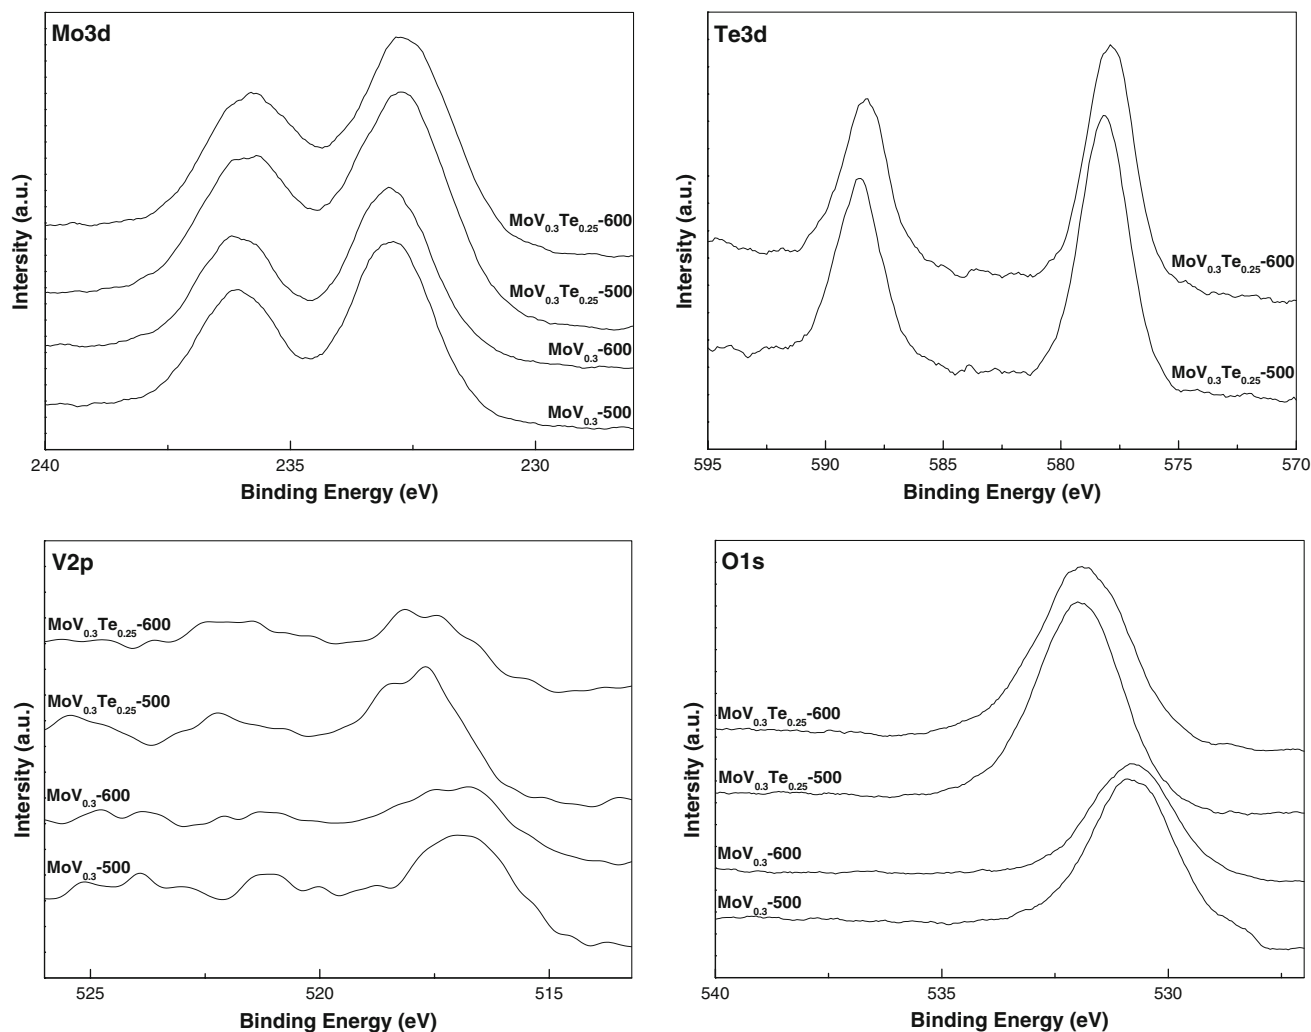 Mo3d
Intersity (a.u.)
MoV0.3Te0.25-600
MoV0.3Te0.25-500
MoV0.3-600
MoV0.3-500
240 235 230
Binding Energy (eV)
Te3d
Intersity (a.u.)
MoV0.3Te0.25-600
MoV0.3Te0.25-500
595 590 585 580 575 570
Binding Energy (eV)
V2p
Intersity (a.u.)
MoV0.3Te0.25-600
MoV0.3Te0.25-500
MoV0.3-600
MoV0.3-500
525 520 515
Binding Energy (eV)
O1s
Intersity (a.u.)
MoV0.3Te0.25-600
MoV0.3Te0.25-500
MoV0.3-600
MoV0.3-500
540 535 530
Binding Energy (eV)